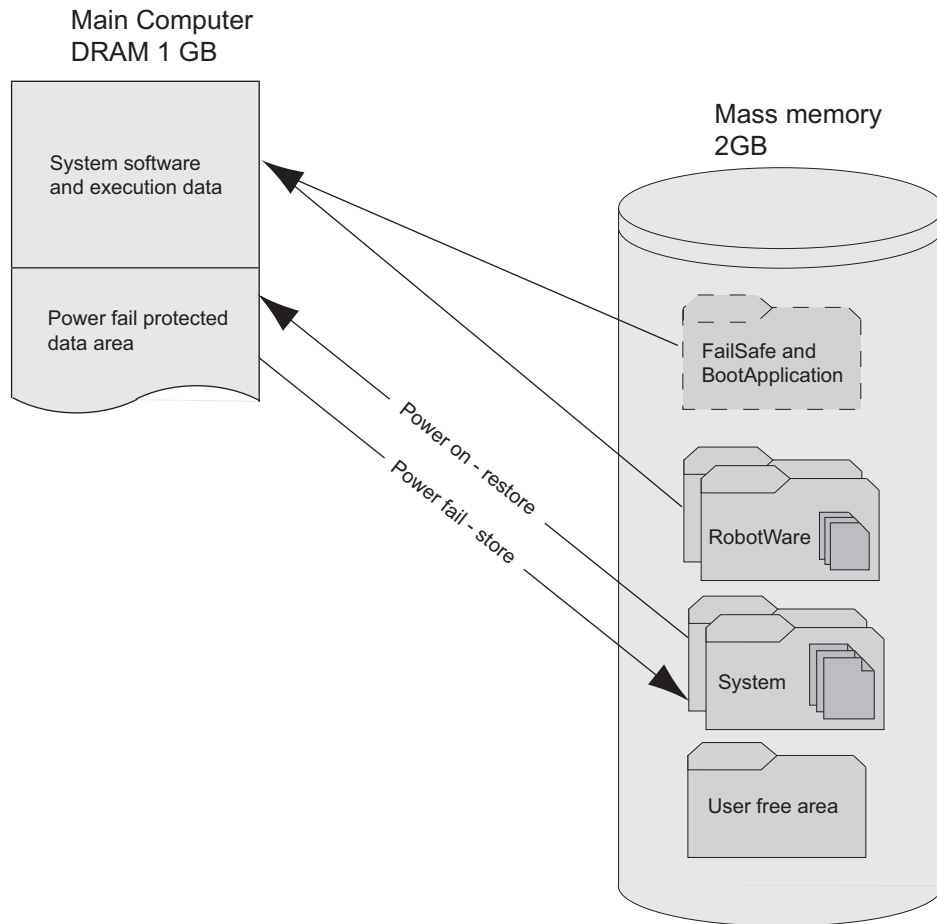 Main Computer
DRAM 1 GB
System software
and execution data
Power fail protected
data area
Power on - restore
Power fail - store
Mass memory
2GB
FailSafe and
BootApplication
RobotWare
System
User free area